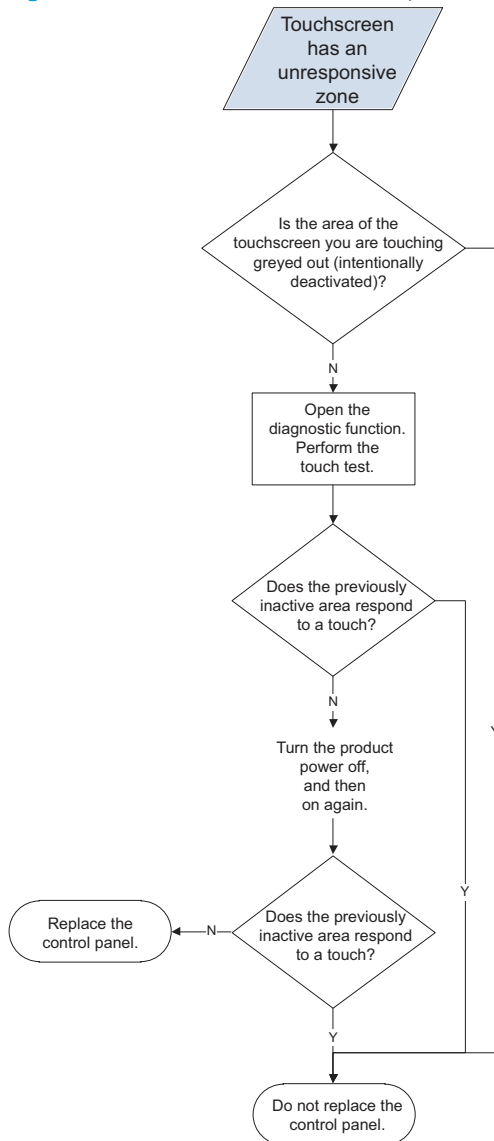 Touchscreen
has an
unresponsive
zone
Is the area of the
touchscreen you are touching
greyed out (intentionally
deactivated)?
N
Open the
diagnostic function.
Perform the
touch test.
Does the previously
inactive area respond
to a touch?
N
Y
Turn the product
power off,
and then
on again.
Y
Replace the
control panel.
N
Does the previously
inactive area respond
to a touch?
Y
Do not replace the
control panel.